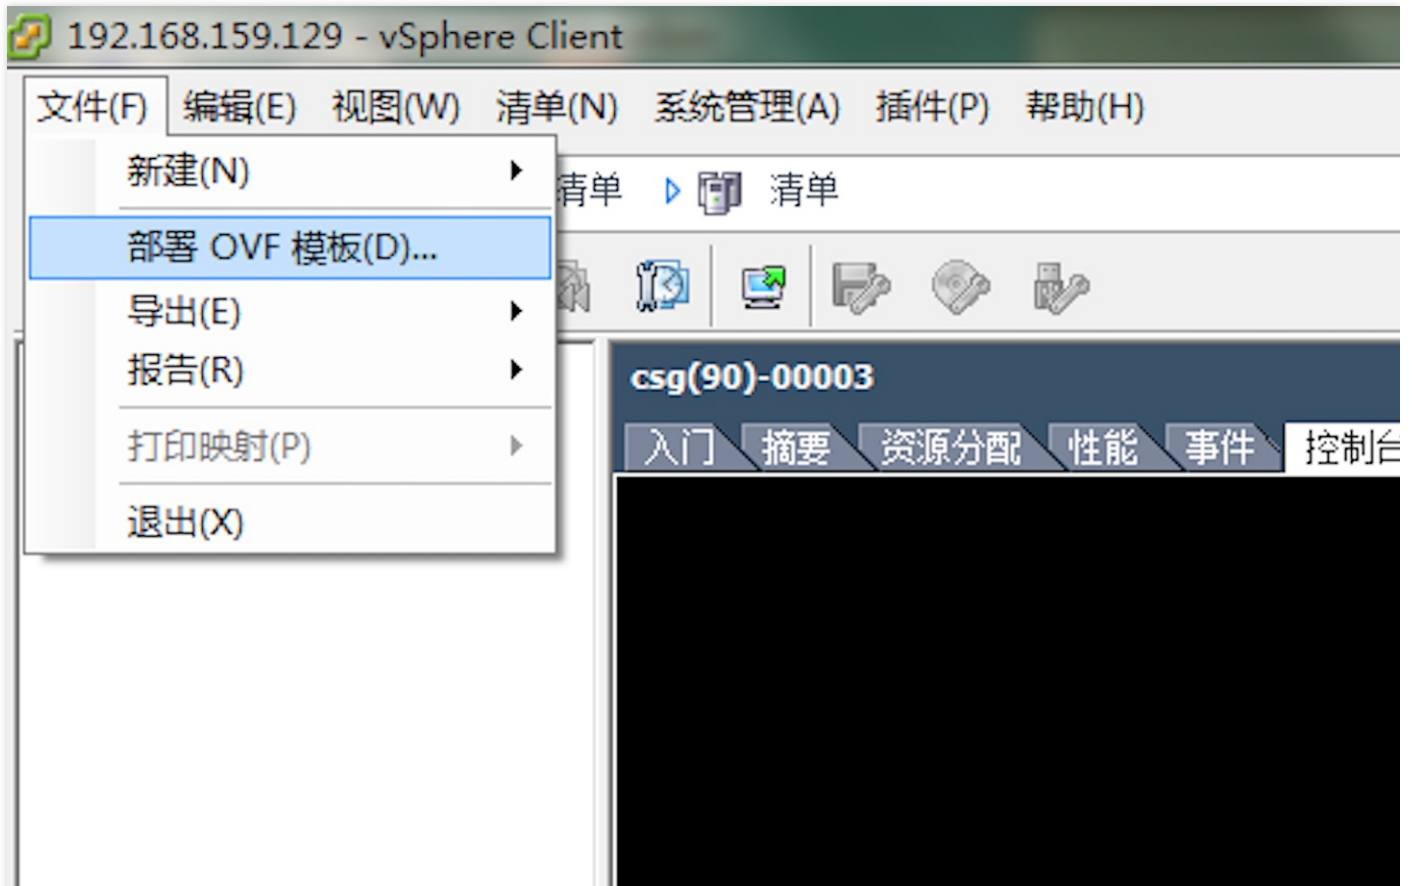 192.168.159.129 - vSphere Client
文件(F) 编辑(E) 视图(W) 清单(N) 系统管理(A) 插件(P) 帮助(H)
新建(N)
清单 清单
部署 OVF 模板(D)...
导出(E)
报告(R)
csg(90)-00003
打印映射(P)
入门 摘要 资源分配 性能 事件 控制台
退出(X)